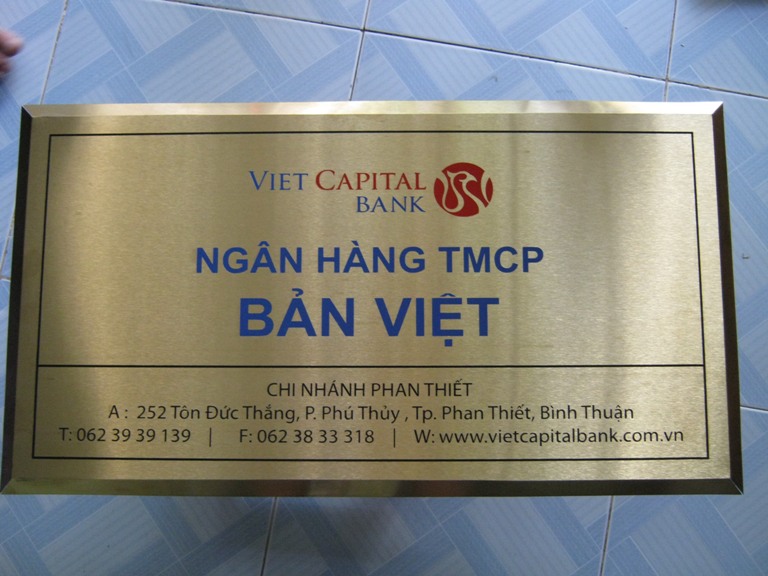 VIET CAPITAL
BANK
NGÂN HÀNG TMCP
BẢN VIỆT
CHI NHÁNH PHAN THIẾT
A : 252 Tôn Đức Thắng, P. Phú Thủy , Tp. Phan Thiết, Bình Thuận
T: 062 39 39 139 | F: 062 38 33 318 | W: www.vietcapitalbank.com.vn